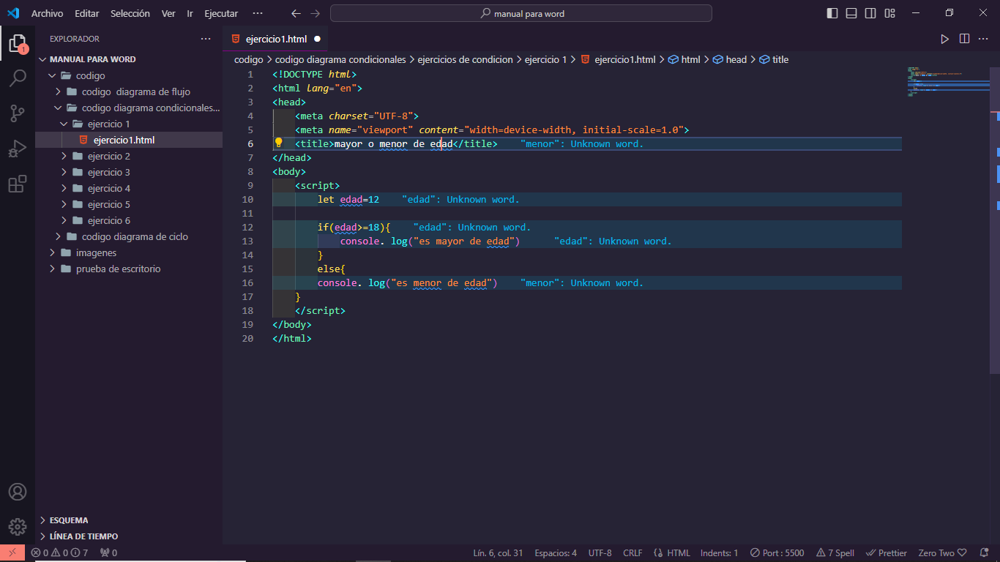 Archivo Editar Selección Ver Ir Ejecutar ··· manual para word
EXPLORADOR ···
1
MANUAL PARA WORD
codigo
codigo diagrama de flujo
codigo diagrama condicionales...
ejercicio 1
ejercicio1.html
ejercicio 2
ejercicio 3
ejercicio 4
ejercicio 5
ejercicio 6
codigo diagrama de ciclo
imagenes
prueba de escritorio
ESQUEMA
LÍNEA DE TIEMPO
ejercicio1.html
codigo > codigo diagrama condicionales > ejercicios de condicion > ejercicio 1 > ejercicio1.html > html > head > title
1 <!DOCTYPE html>
2 <html lang="en">
3 <head>
4 <meta charset="UTF-8">
5 <meta name="viewport" content="width=device-width, initial-scale=1.0">
6 <title>mayor o menor de edad</title> "menor": Unknown word.
7 </head>
8 <body>
9 <script>
10 let edad=12 "edad": Unknown word.
11
12 if(edad>=18){ "edad": Unknown word.
13 console. log("es mayor de edad") "edad": Unknown word.
14 }
15 else{
16 console. log("es menor de edad") "menor": Unknown word.
17 }
18 </script>
19 </body>
20 </html>
0 0 7 0 Lín. 6, col. 31 Espacios: 4 UTF-8 CRLF {} HTML Indents: 1 Port : 5500 7 Spell Prettier Zero Two